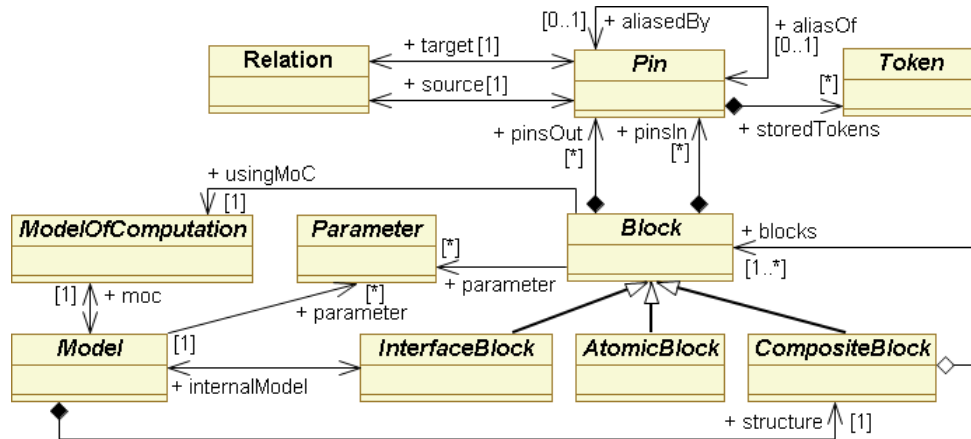 [0..1]
+ aliasedBy
+ aliasOf
[0..1]
+ target[1]
Relation
Pin
Token
[*]
+ source[1]
+ storedTokens
+ pinsOut
[*]
+ pinsIn
[*]
+ usingMoC
[1]
ModelOfComputation
Parameter
Block
+ blocks
[1..*]
[*]
+ parameter
[1]
+ moc
[*]
+ parameter
Model
[1]
+ internalModel
InterfaceBlock
AtomicBlock
CompositeBlock
+ structure
[1]